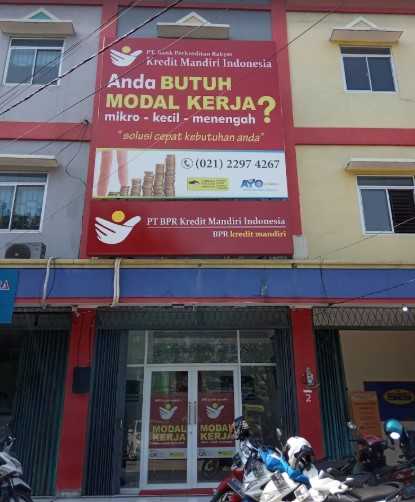 PT. Bank Perkreditan Rakyat
Kredit Mandiri Indonesia
Anda BUTUH
MODAL KERJA?
mikro - kecil - menengah
"solusi cepat kebutuhan anda"
(021) 2297 4267
AYO
PT BPR Kredit Mandiri Indonesia
BPR kredit mandiri
MODAL
KERJA
MODAL
KERJA
2